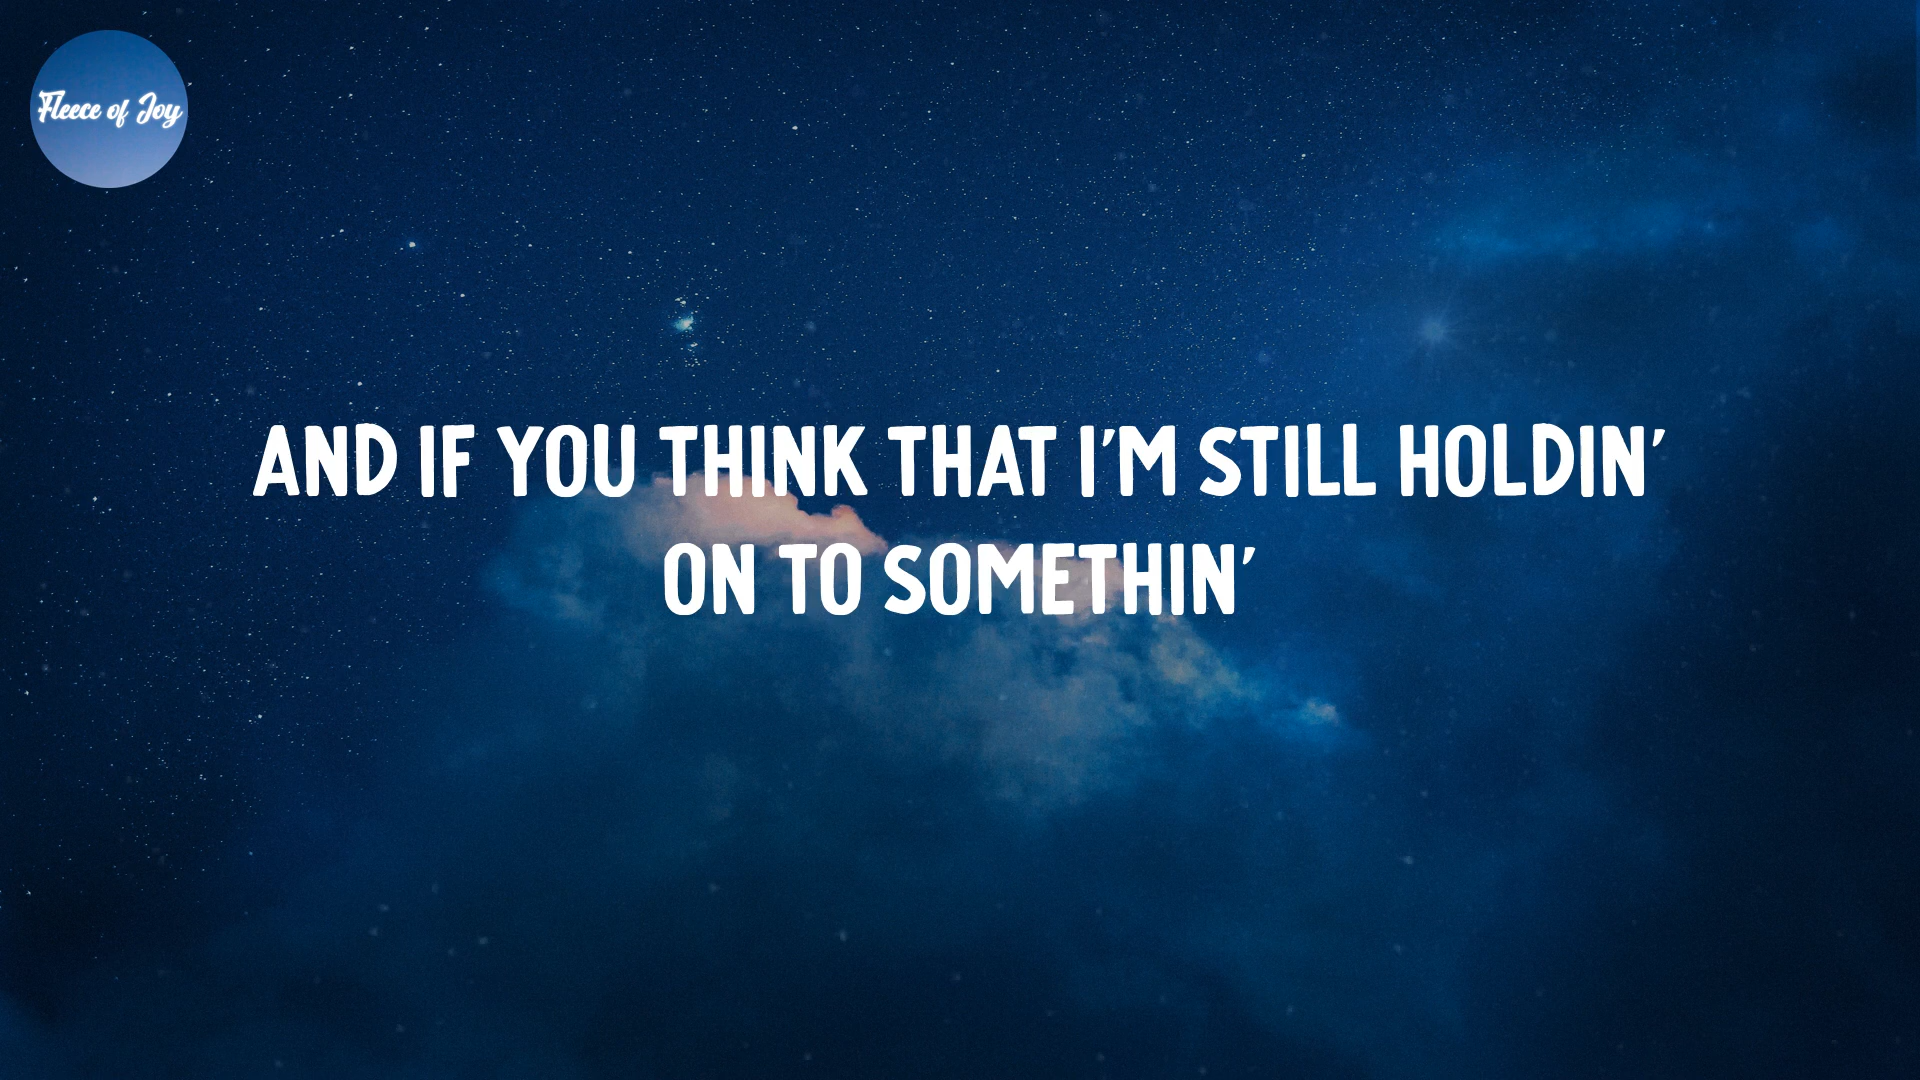 Fleece of Joy
AND IF YOU THINK THAT I'M STILL HOLDIN'
ON TO SOMETHIN'